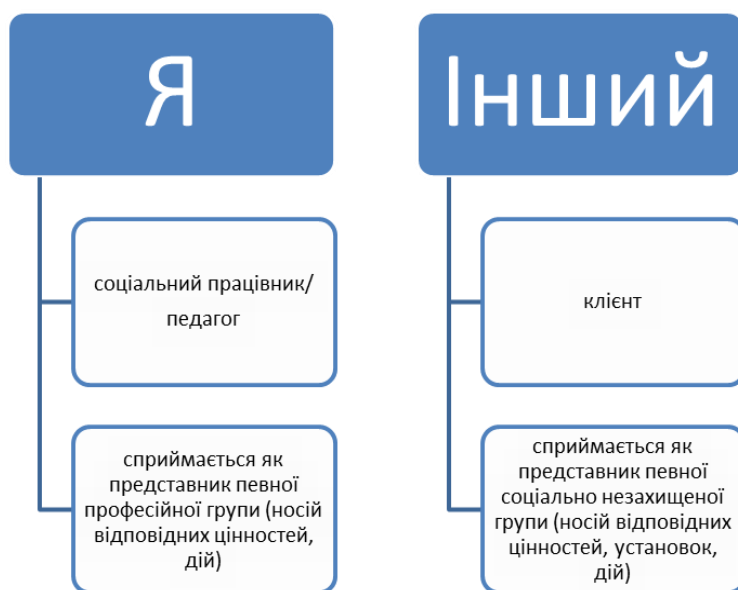 Я
соціальний працівник/
педагог
сприймається як
представник певної
професійної групи (носій
відповідних цінностей,
дій)
Інший
клієнт
сприймається як
представник певної
соціально незахищеної
групи (носій відповідних
цінностей, установок,
дій)